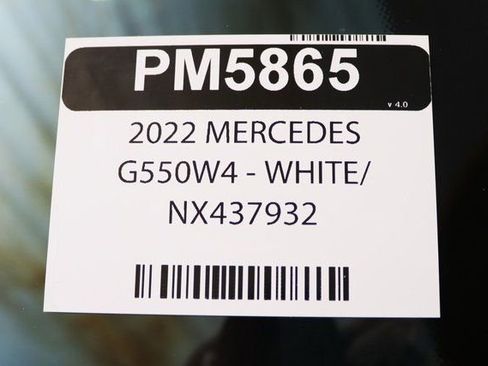 PM5865
v 4.0
2022 MERCEDES
G550W4 - WHITE/
NX437932